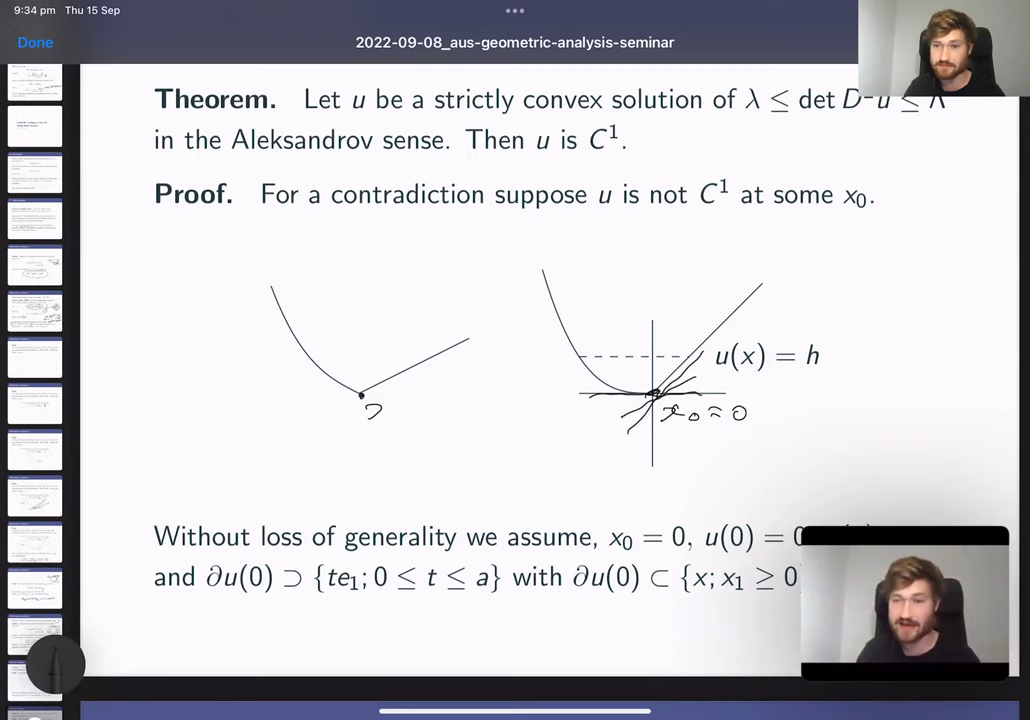 9:34 pm Thu 15 Sep
Done
2022-09-08_aus-geometric-analysis-seminar
Theorem. Let u be a strictly convex solution of λ ≤ det D²u ≤ Λ
in the Aleksandrov sense. Then u is C¹.
Proof. For a contradiction suppose u is not C¹ at some x₀.
u(x) = h
x₀ = 0
Without loss of generality we assume, x₀ = 0, u(0) = 0
and ∂u(0) ⊃ {te₁; 0 ≤ t ≤ a} with ∂u(0) ⊂ {x; x₁ ≥ 0